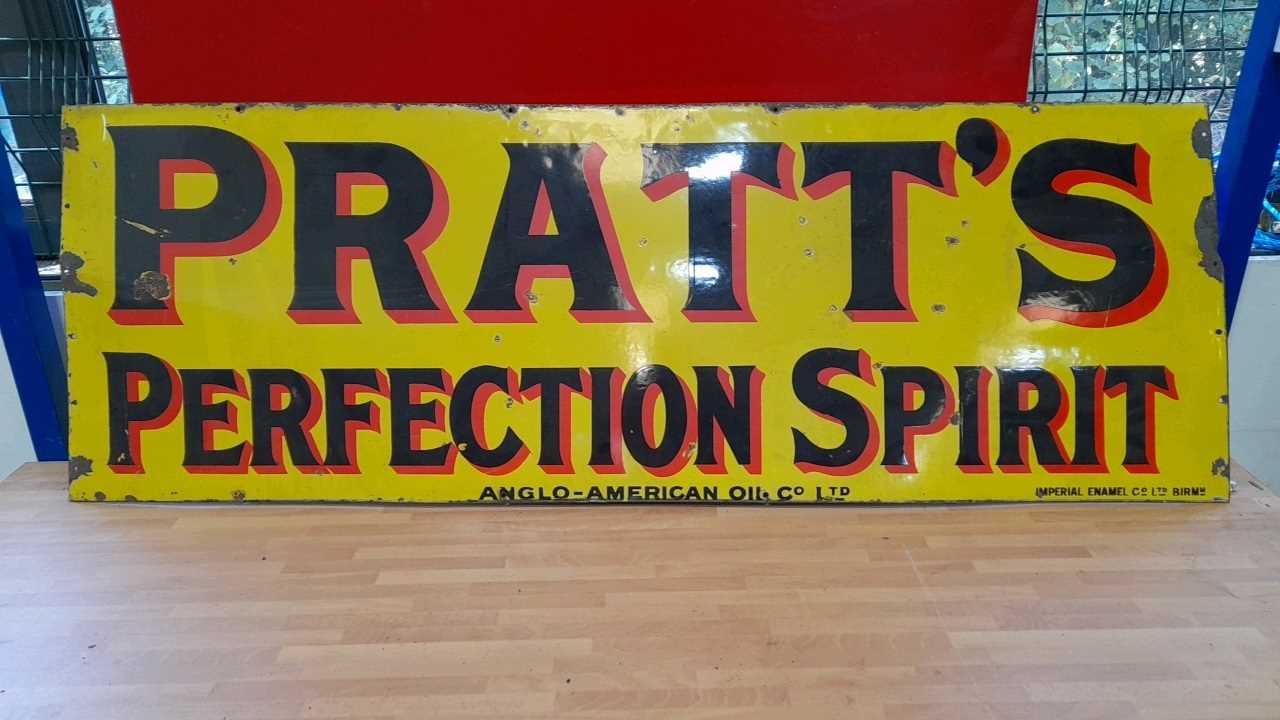 PRATT'S
PERFECTION SPIRIT
ANGLO-AMERICAN OIL Co LTD
IMPERIAL ENAMEL Co LTD BIRMM